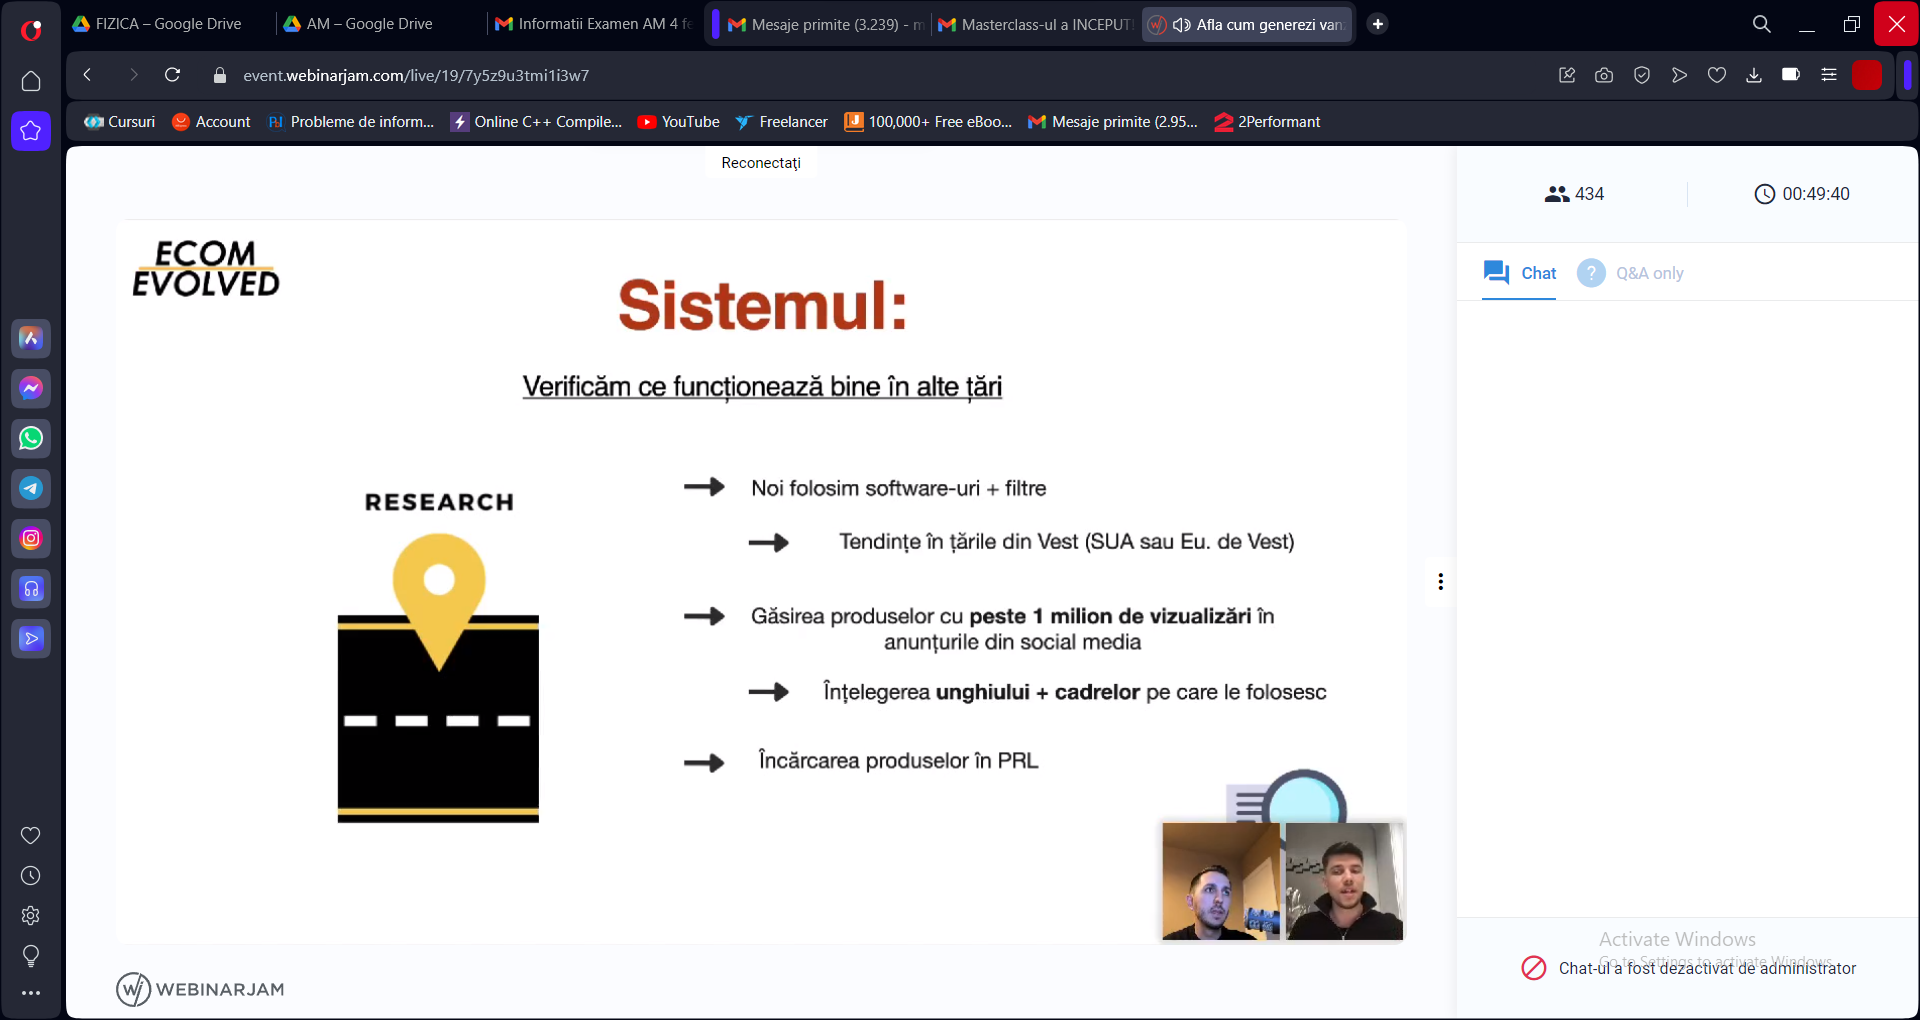 FIZICA – Google Drive
AM – Google Drive
Informatii Examen AM 4 fe
Mesaje primite (3.239) - m
Masterclass-ul a INCEPUT!
Afla cum generezi van
event.webinarjam.com/live/19/7y5z9u3tmi1i3w7
Cursuri
Account
Probleme de inform...
Online C++ Compile...
YouTube
Freelancer
100,000+ Free eBoo...
Mesaje primite (2.95...
2Performant
Reconectați
434
00:49:40
Chat
? Q&A only
ECOM
EVOLVED
Sistemul:
Verificăm ce funcționează bine în alte țări
RESEARCH
Noi folosim software-uri + filtre
Tendințe în țările din Vest (SUA sau Eu. de Vest)
Găsirea produselor cu peste 1 milion de vizualizări în
anunțurile din social media
Înțelegerea unghiului + cadrelor pe care le folosesc
Încărcarea produselor în PRL
WEBINARJAM
Activate Windows
Go to Settings to activate Windows.
Chat-ul a fost dezactivat de administrator